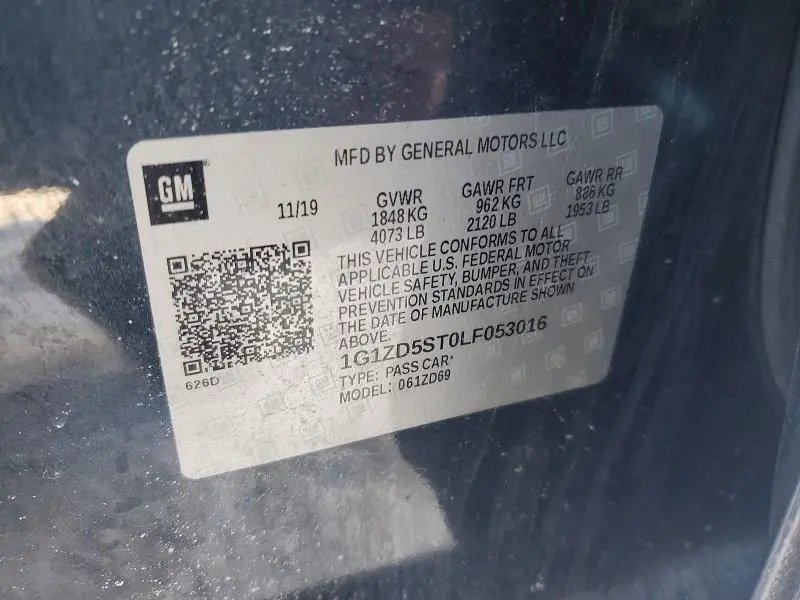 MFD BY GENERAL MOTORS LLC
GM
11/19
GVWR
1848 KG
4073 LB
GAWR FRT
962 KG
2120 LB
GAWR RR
886 KG
1953 LB
THIS VEHICLE CONFORMS TO ALL
APPLICABLE U.S. FEDERAL MOTOR
VEHICLE SAFETY, BUMPER, AND THEFT
PREVENTION STANDARDS IN EFFECT ON
THE DATE OF MANUFACTURE SHOWN
ABOVE.
1G1ZD5ST0LF053016
TYPE: PASS CAR*
MODEL: 061ZD69
626D